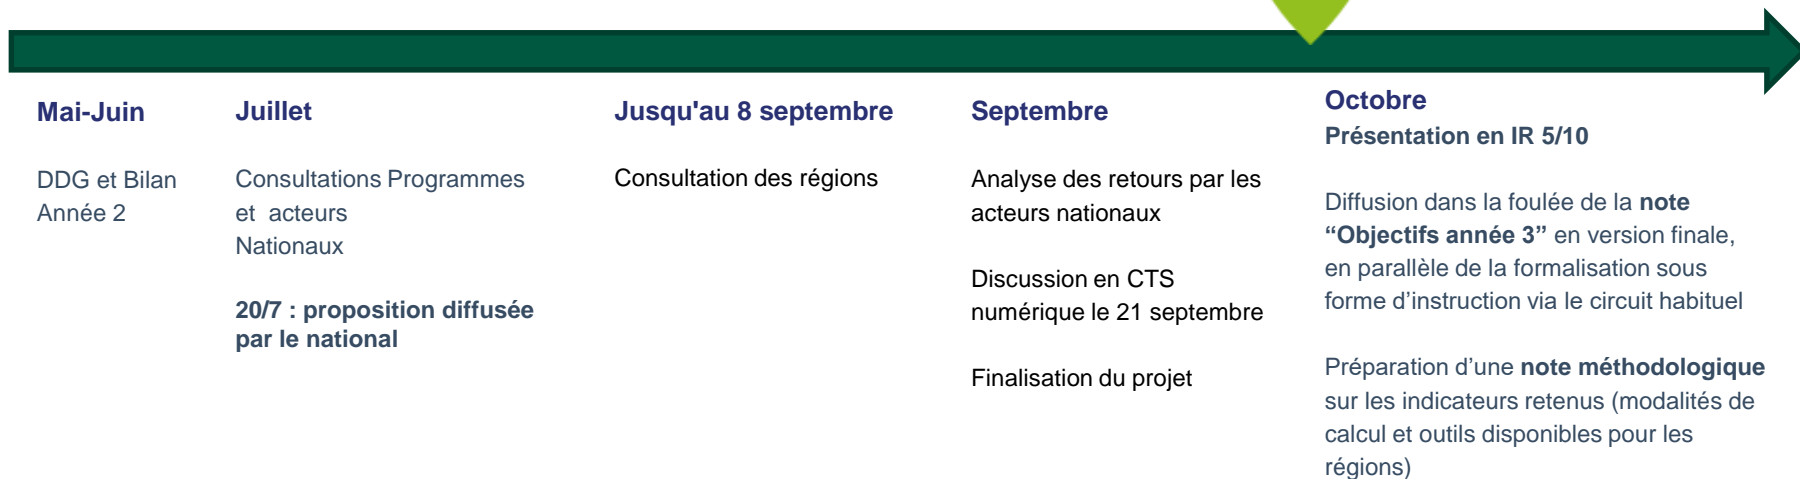 Mai-Juin
DDG et Bilan
Année 2
Juillet
Consultations Programmes
et acteurs
Nationaux
20/7 : proposition diffusée
par le national
Jusqu'au 8 septembre
Consultation des régions
Septembre
Analyse des retours par les
acteurs nationaux
Discussion en CTS
numérique le 21 septembre
Finalisation du projet
Octobre
Présentation en IR 5/10
Diffusion dans la foulée de la note
“Objectifs année 3” en version finale,
en parallèle de la formalisation sous
forme d’instruction via le circuit habituel
Préparation d’une note méthodologique
sur les indicateurs retenus (modalités de
calcul et outils disponibles pour les
régions)